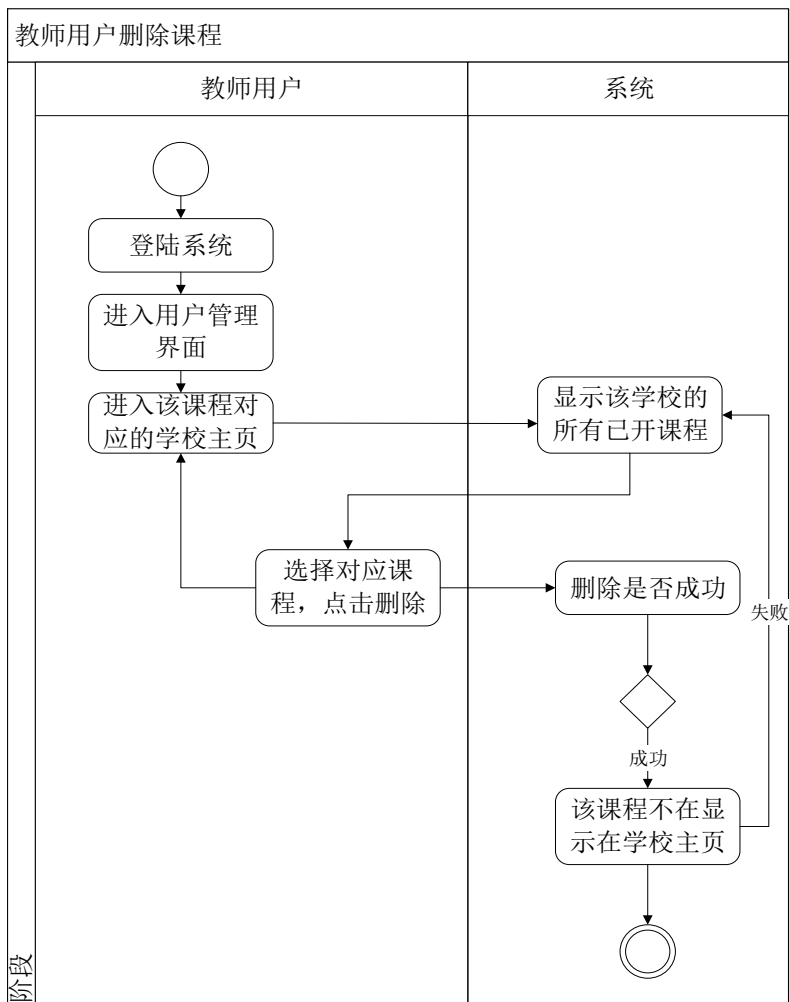 教师用户删除课程
教师用户
系统
登陆系统
进入用户管理
界面
进入该课程对
应的学校主页
显示该学校的
所有已开课程
选择对应课
程，点击删除
删除是否成功
失败
成功
该课程不在显
示在学校主页
阶段